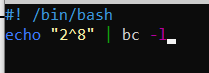 #! /bin/bash
echo "2^8" | bc -l